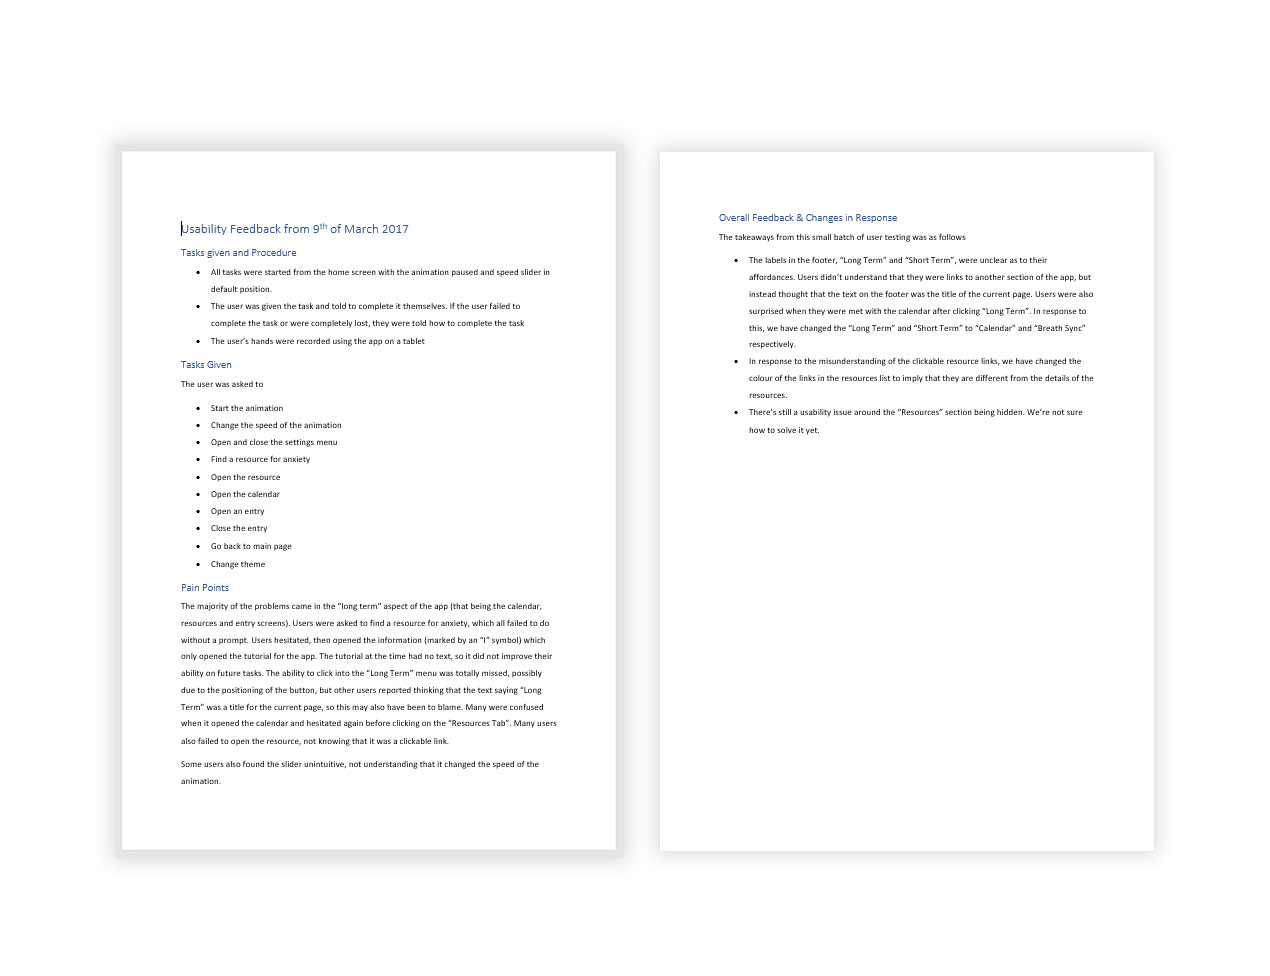 Usability Feedback from 9th of March 2017
Tasks given and Procedure
• All tasks were started from the home screen with the animation paused and speed slider in
default position.
• The user was given the task and told to complete it themselves. If the user failed to
complete the task or were completely lost, they were told how to complete the task
• The user's hands were recorded using the app on a tablet
Tasks Given
The user was asked to
• Start the animation
• Change the speed of the animation
• Open and close the settings menu
• Find a resource for anxiety
• Open the resource
• Open the calendar
• Open an entry
• Close the entry
• Go back to main page
• Change theme
Pain Points
The majority of the problems came in the “long term” aspect of the app (that being the calendar,
resources and entry screens). Users were asked to find a resource for anxiety, which all failed to do
without a prompt. Users hesitated, then opened the information (marked by an “I” symbol) which
only opened the tutorial for the app. The tutorial at the time had no text, so it did not improve their
ability on future tasks. The ability to click into the “Long Term” menu was totally missed, possibly
due to the positioning of the button, but other users reported thinking that the text saying “Long
Term” was a title for the current page, so this may also have been to blame. Many were confused
when it opened the calendar and hesitated again before clicking on the “Resources Tab”. Many users
also failed to open the resource, not knowing that it was a clickable link.
Some users also found the slider unintuitive, not understanding that it changed the speed of the
animation.
Overall Feedback & Changes in Response
The takeaways from this small batch of user testing was as follows
• The labels in the footer, “Long Term” and “Short Term”, were unclear as to their
affordances. Users didn't understand that they were links to another section of the app, but
instead thought that the text on the footer was the title of the current page. Users were also
surprised when they were met with the calendar after clicking “Long Term”. In response to
this, we have changed the “Long Term” and “Short Term” to “Calendar” and “Breath Sync”
respectively.
• In response to the misunderstanding of the clickable resource links, we have changed the
colour of the links in the resources list to imply that they are different from the details of the
resources.
• There's still a usability issue around the “Resources” section being hidden. We're not sure
how to solve it yet.